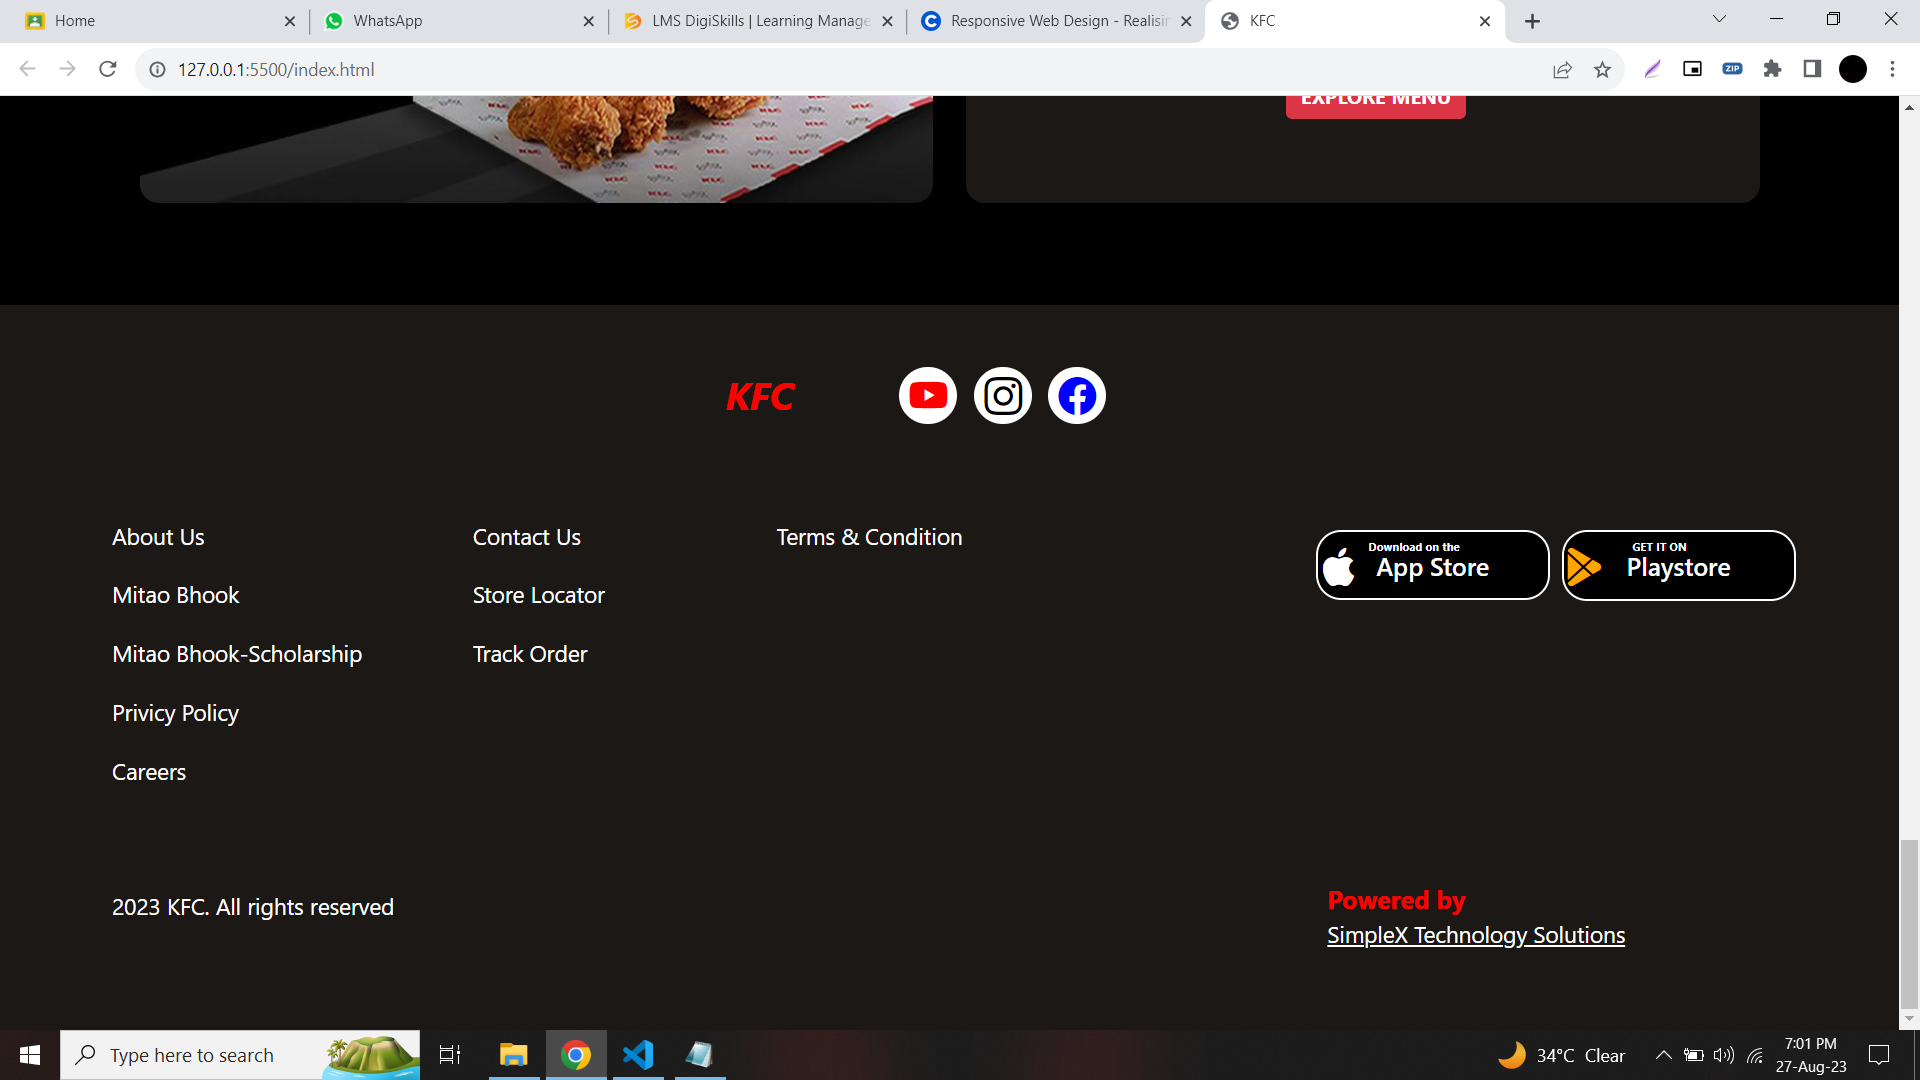 Home
WhatsApp
LMS DigiSkills | Learning Manage
Responsive Web Design - Realisin
KFC
127.0.0.1:5500/index.html
ZIP
EXPLORE MENU
KFC
About Us
Contact Us
Terms & Condition
Download on the
App Store
GET IT ON
Playstore
Mitao Bhook
Store Locator
Mitao Bhook-Scholarship
Track Order
Privicy Policy
Careers
2023 KFC. All rights reserved
Powered by
SimpleX Technology Solutions
Type here to search
34°C Clear
7:01 PM
27-Aug-23